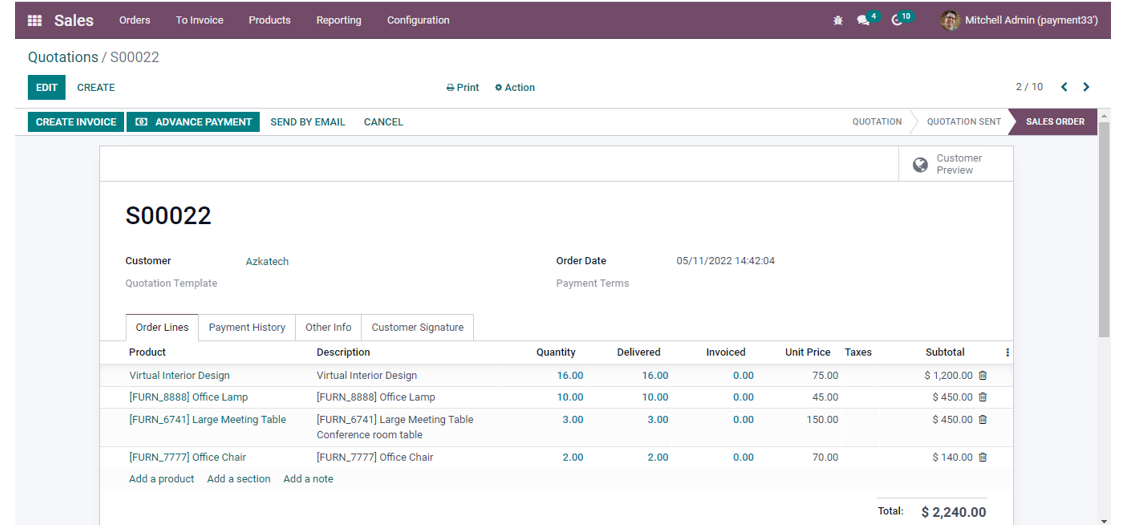 Sales Orders To Invoice Products Reporting Configuration 4 10 Mitchell Admin (payment33')
Quotations / S00022
EDIT CREATE Print Action 2 / 10
CREATE INVOICE ADVANCE PAYMENT SEND BY EMAIL CANCEL QUOTATION QUOTATION SENT SALES ORDER
Customer
Preview
S00022
Customer Azkatech Order Date 05/11/2022 14:42:04
Quotation Template Payment Terms
Order Lines Payment History Other Info Customer Signature
Product Description Quantity Delivered Invoiced Unit Price Taxes Subtotal
Virtual Interior Design Virtual Interior Design 16.00 16.00 0.00 75.00 $ 1,200.00
[FURN_8888] Office Lamp [FURN_8888] Office Lamp 10.00 10.00 0.00 45.00 $ 450.00
[FURN_6741] Large Meeting Table [FURN_6741] Large Meeting Table 3.00 3.00 0.00 150.00 $ 450.00
Conference room table
[FURN_7777] Office Chair [FURN_7777] Office Chair 2.00 2.00 0.00 70.00 $ 140.00
Add a product Add a section Add a note
Total: $ 2,240.00